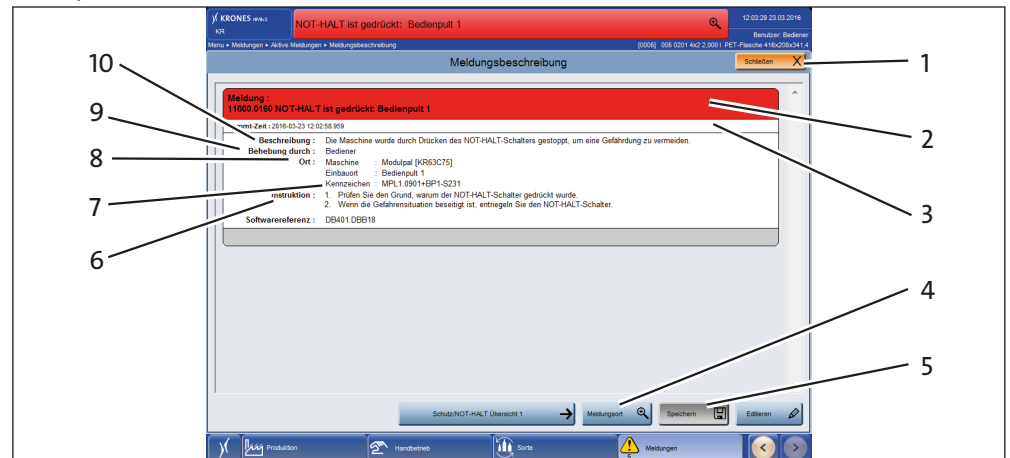 KRONES HMI-3
KR
NOT-HALT ist gedrückt: Bedienpult 1
12:03:29 23.03.2016
Benutzer: Bediener
Menu ▸ Meldungen ▸ Aktive Meldungen ▸ Meldungsbeschreibung
[0005] 005 0201 4x2 2,000 l PET-Flasche 416x208x341,4
Meldungsbeschreibung
Schließen X
Meldung :
11000.0160 NOT-HALT ist gedrückt: Bedienpult 1
mmt-Zeit : 2016-03-23 12:02:58.959
Beschreibung : Die Maschine wurde durch Drücken des NOT-HALT-Schalters gestoppt, um eine Gefährdung zu vermeiden.
Behebung durch : Bediener
Ort : Maschine : Modulpal [KR63C75]
Einbauort : Bedienpult 1
Kennzeichen : MPL1.0901+BP1-S231
Instruktion : 1. Prüfen Sie den Grund, warum der NOT-HALT-Schalter gedrückt wurde.
2. Wenn die Gefahrensituation beseitigt ist, entriegeln Sie den NOT-HALT-Schalter.
Softwarereferenz : DB401.DBB18
Schutz/NOT-HALT Übersicht 1
Meldungsort
Speichern
Editieren
Produktion
Handbetrieb
Sorte
Meldungen
10
9
8
7
6
1
2
3
4
5